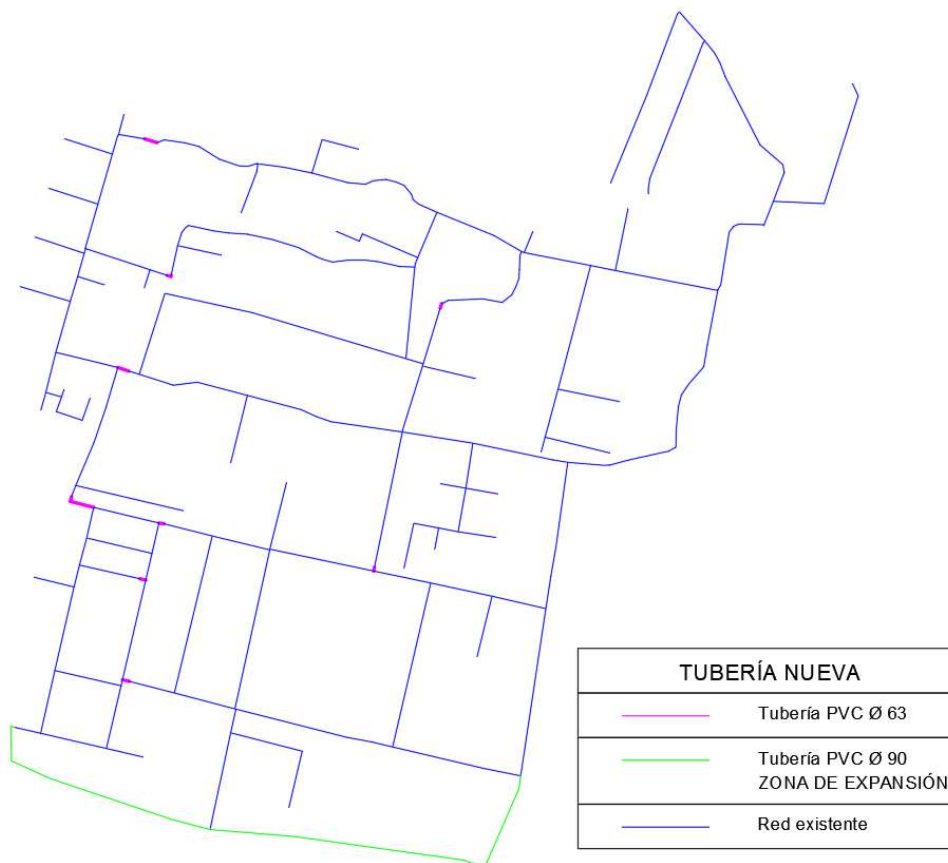 TUBERÍA NUEVA
Tubería PVC Ø 63
Tubería PVC Ø 90
ZONA DE EXPANSIÓN
Red existente